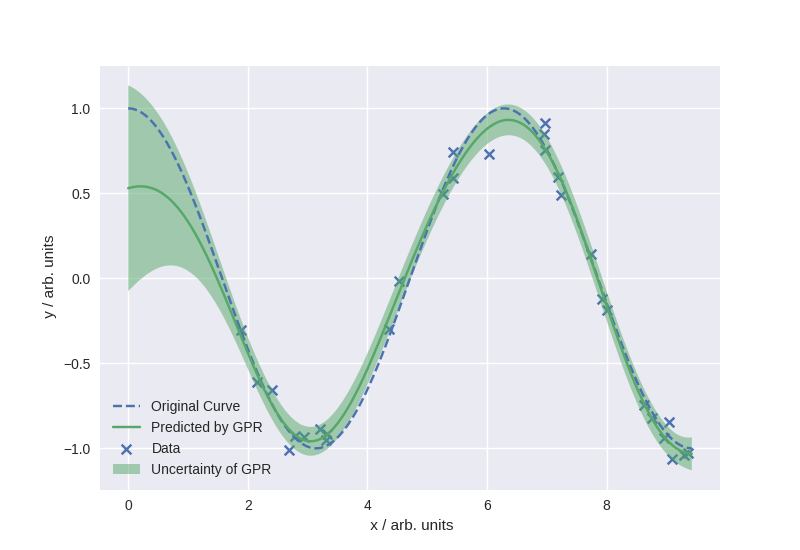 1.0
0.5
0.0
−0.5
−1.0
y / arb. units
Original Curve
Predicted by GPR
Data
Uncertainty of GPR
0 2 4 6 8
x / arb. units